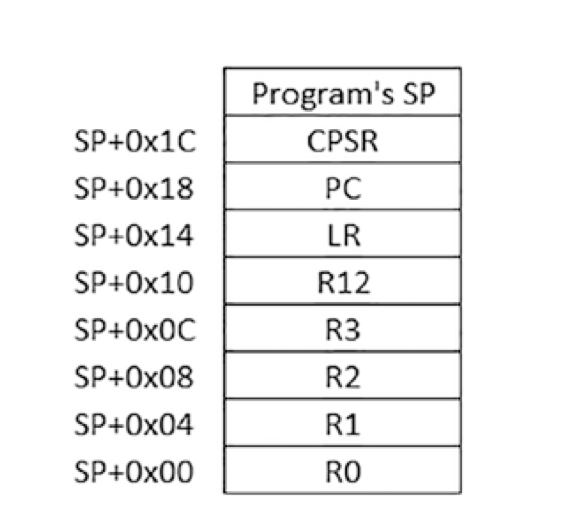 Program's SP
SP+0x1C CPSR
SP+0x18 PC
SP+0x14 LR
SP+0x10 R12
SP+0x0C R3
SP+0x08 R2
SP+0x04 R1
SP+0x00 R0